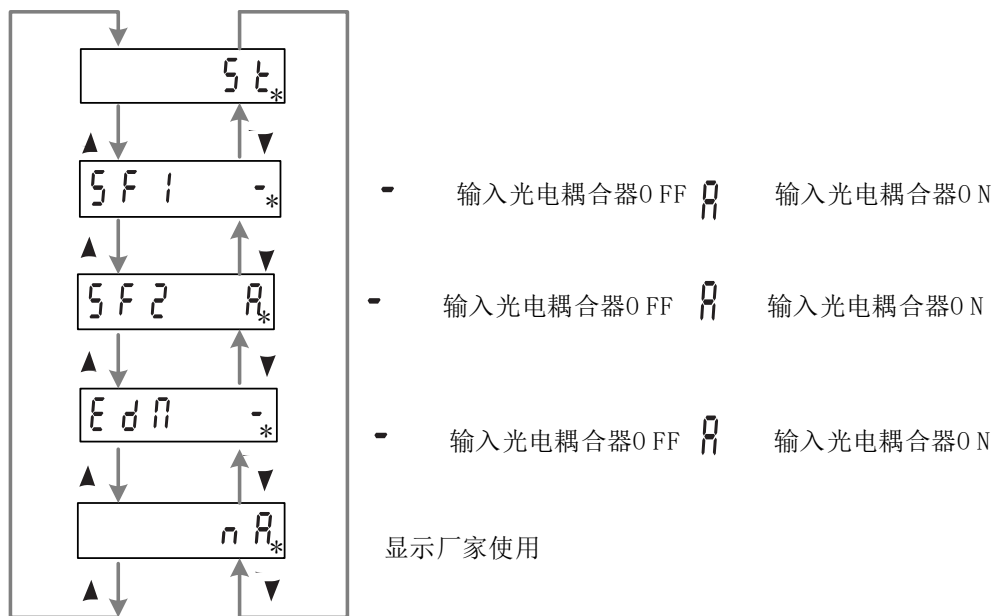 St*
SF1 -*
- 输入光电耦合器OFF A 输入光电耦合器ON
SF2 A*
- 输入光电耦合器OFF A 输入光电耦合器ON
EdM -*
- 输入光电耦合器OFF A 输入光电耦合器ON
nA*
显示厂家使用